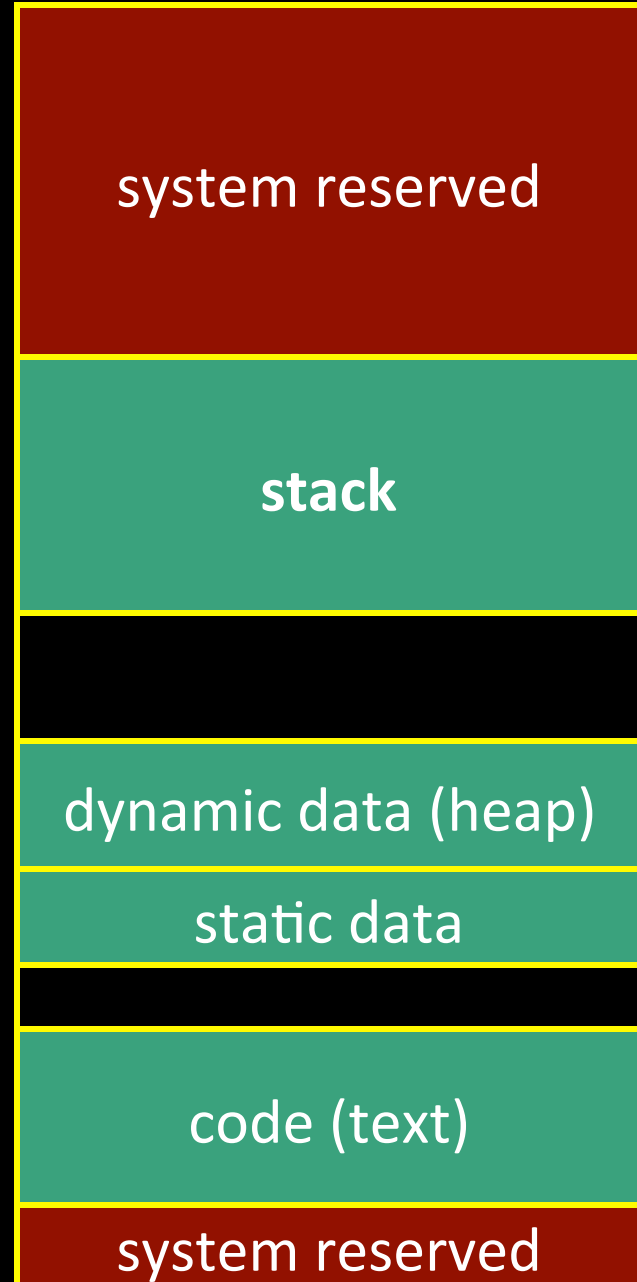 system reserved
stack
dynamic data (heap)
static data
code (text)
system reserved